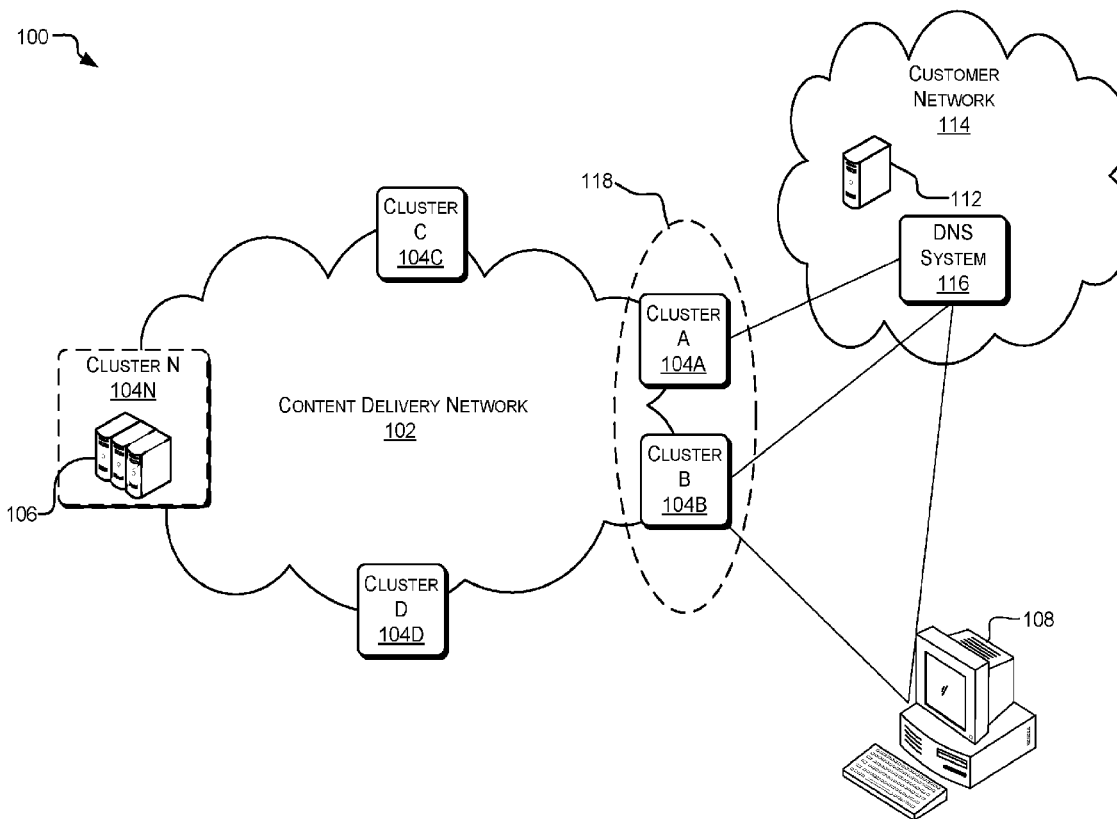 100
CUSTOMER
NETWORK
114
118
112
CLUSTER
C
104C
DNS
SYSTEM
116
CLUSTER
A
104A
CLUSTER N
104N
CONTENT DELIVERY NETWORK
102
CLUSTER
B
104B
106
CLUSTER
D
104D
108